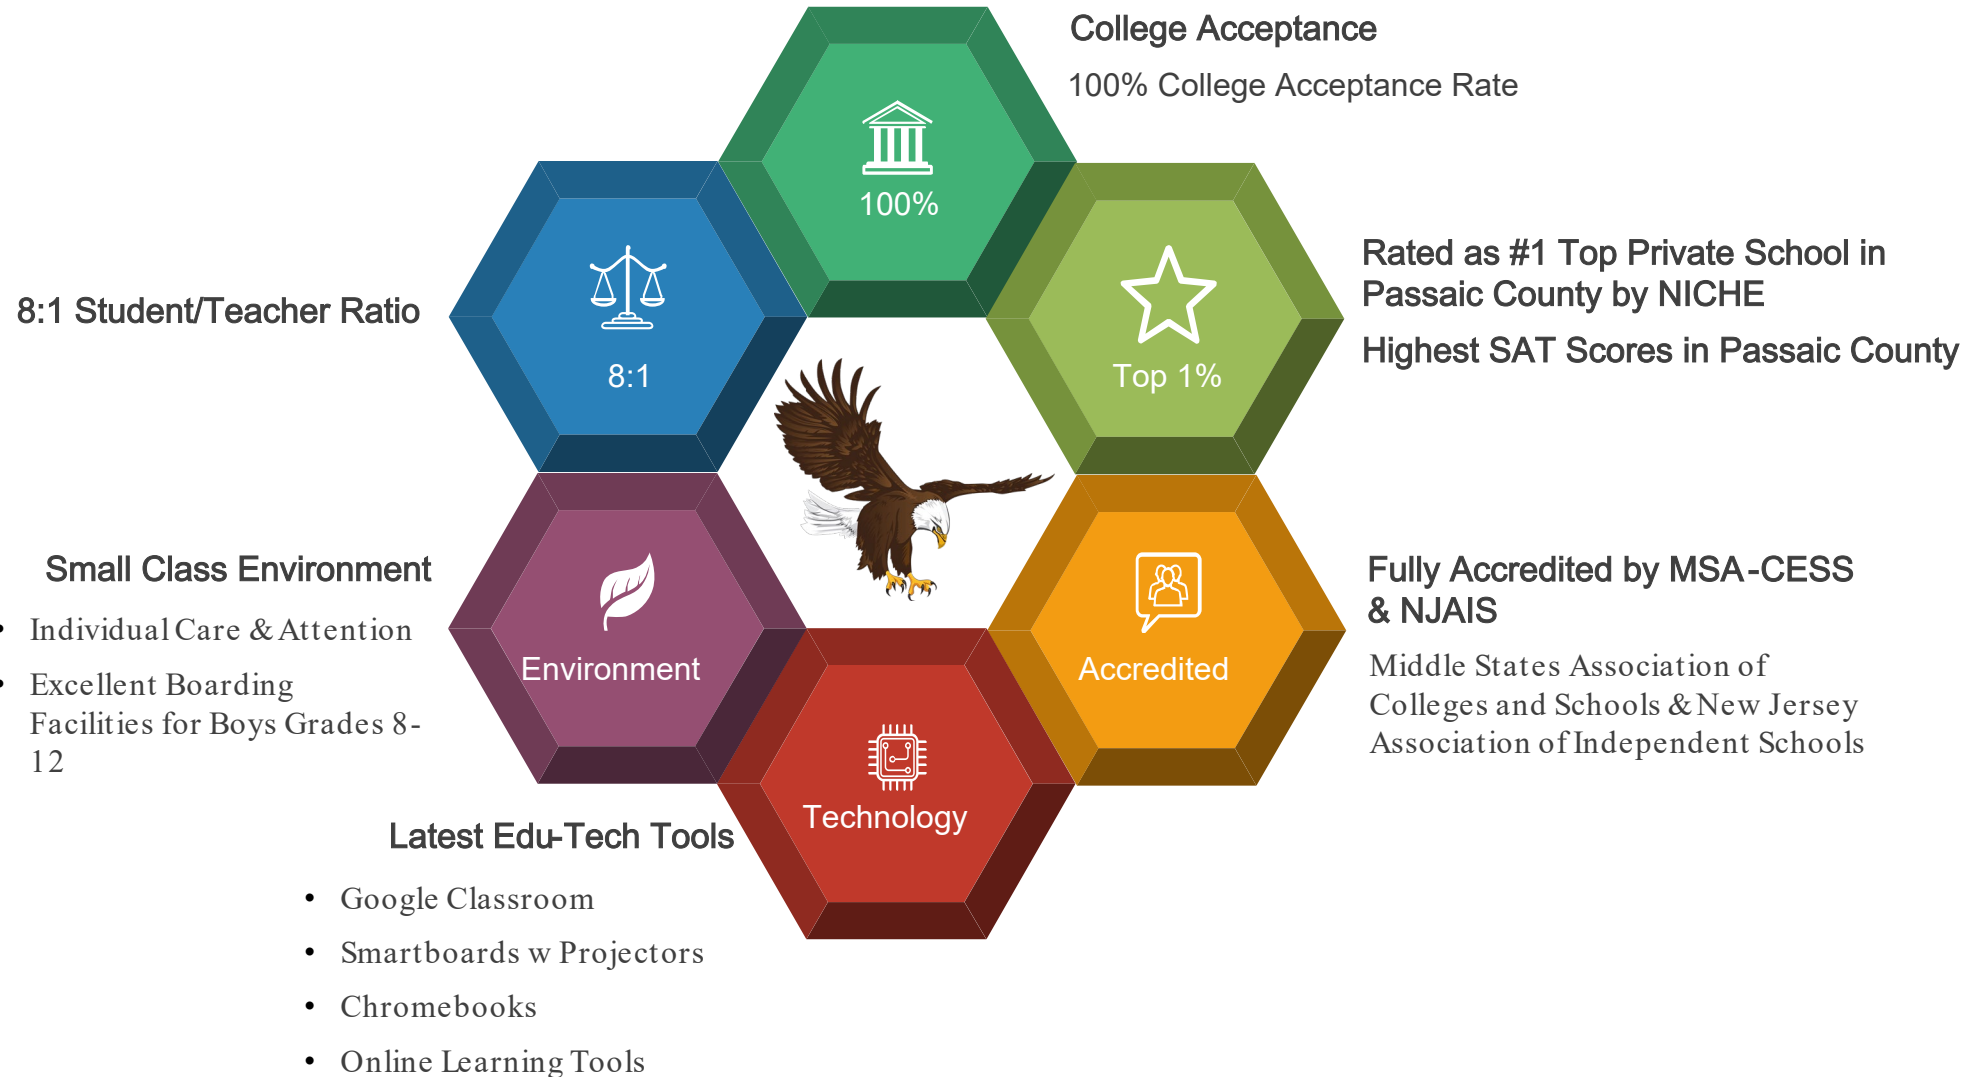 College Acceptance
100% College Acceptance Rate
100%
Rated as #1 Top Private School in
Passaic County by NICHE
Highest SAT Scores in Passaic County
Top 1%
8:1 Student/Teacher Ratio
8:1
Small Class Environment
• Individual Care & Attention
• Excellent Boarding
Facilities for Boys Grades 8-
12
Environment
Fully Accredited by MSA-CESS
& NJAIS
Middle States Association of
Colleges and Schools & New Jersey
Association of Independent Schools
Accredited
Technology
Latest Edu-Tech Tools
• Google Classroom
• Smartboards w Projectors
• Chromebooks
• Online Learning Tools